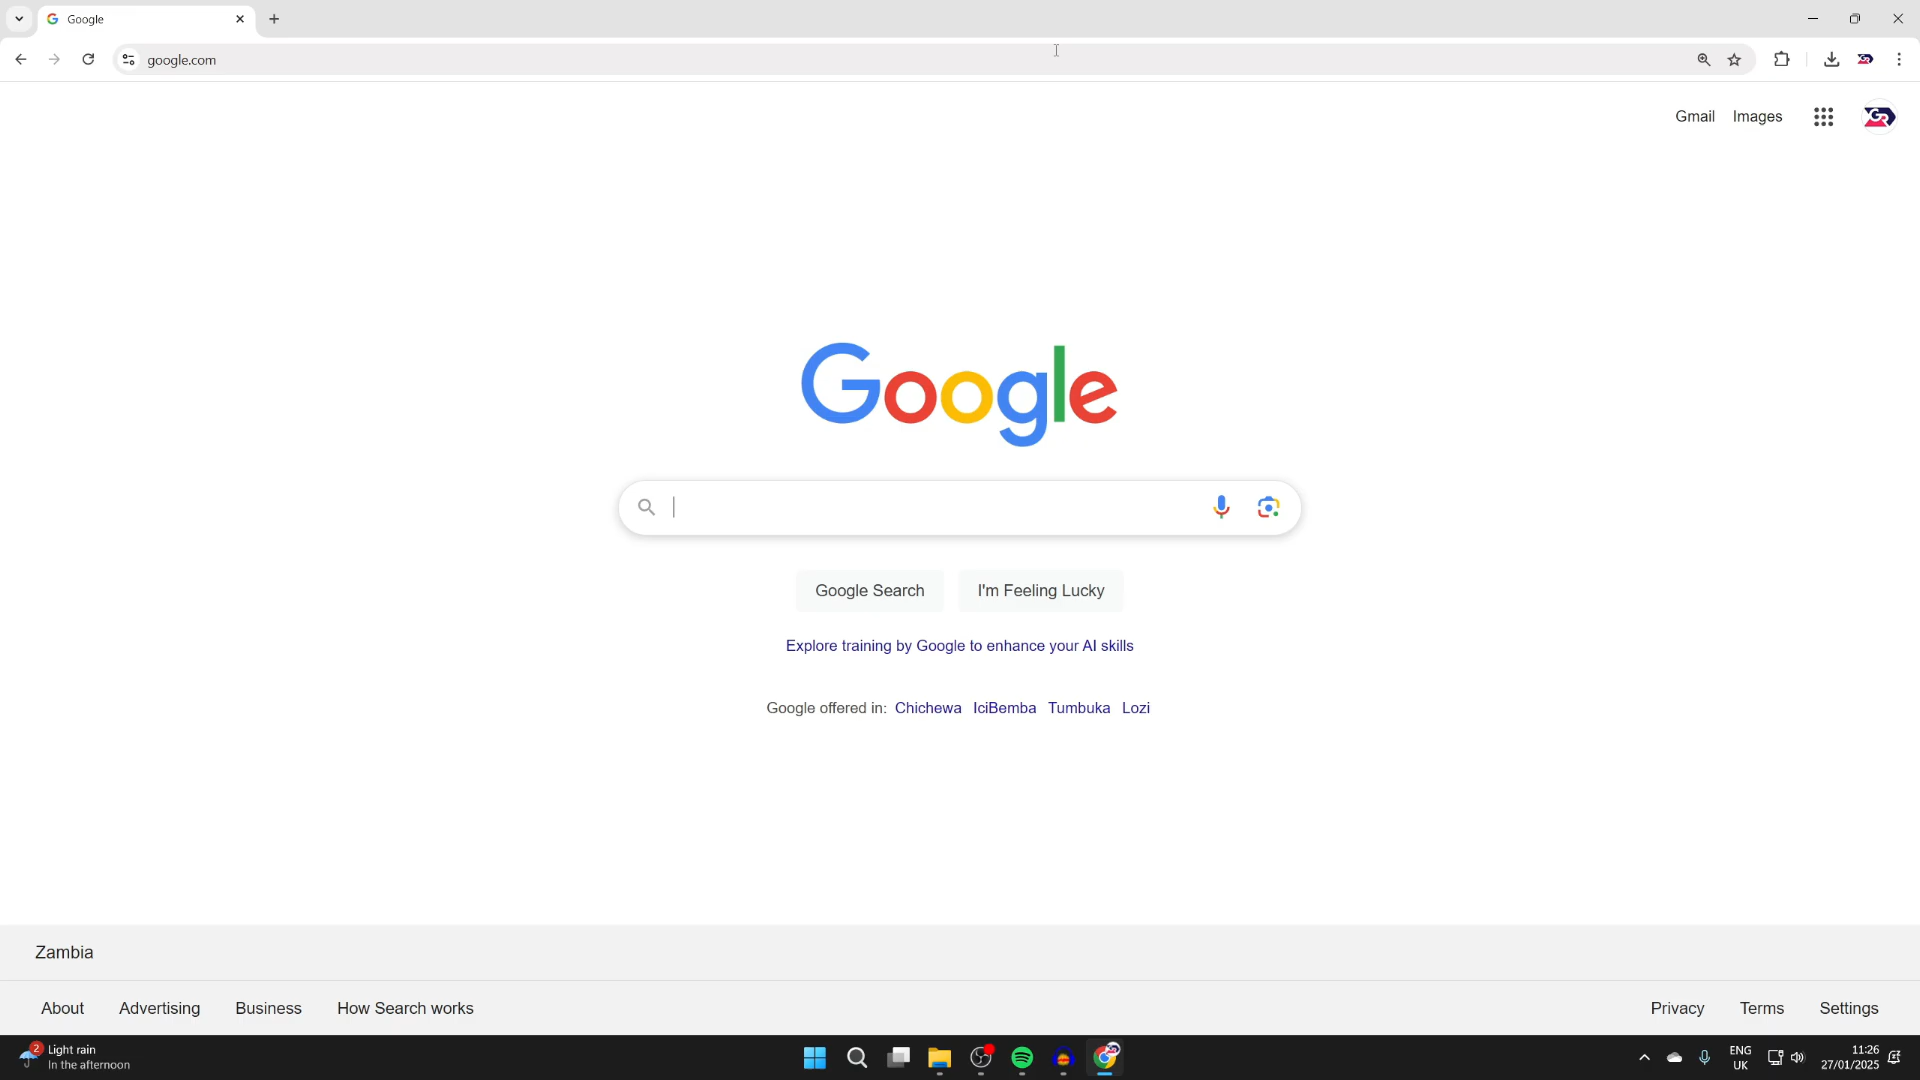 Google
google.com
Gmail Images
Google
Google Search I'm Feeling Lucky
Explore training by Google to enhance your AI skills
Google offered in: Chichewa IciBemba Tumbuka Lozi
Zambia
About Advertising Business How Search works Privacy Terms Settings
2 Light rain
In the afternoon
ENG
UK
11:26
27/01/2025